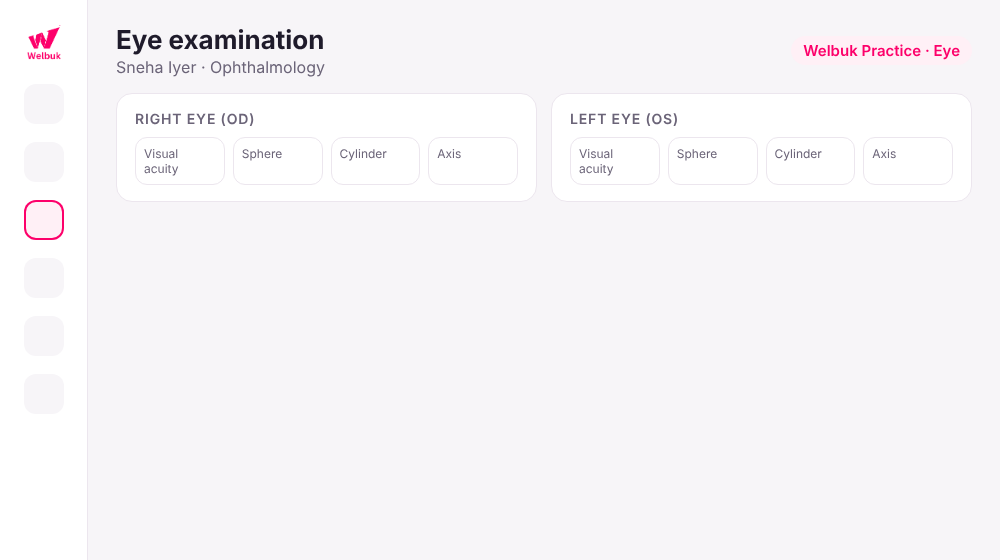 Welbuk
Eye examination
Sneha Iyer · Ophthalmology
Welbuk Practice · Eye
RIGHT EYE (OD)
Visual
acuity
Sphere
Cylinder
Axis
LEFT EYE (OS)
Visual
acuity
Sphere
Cylinder
Axis